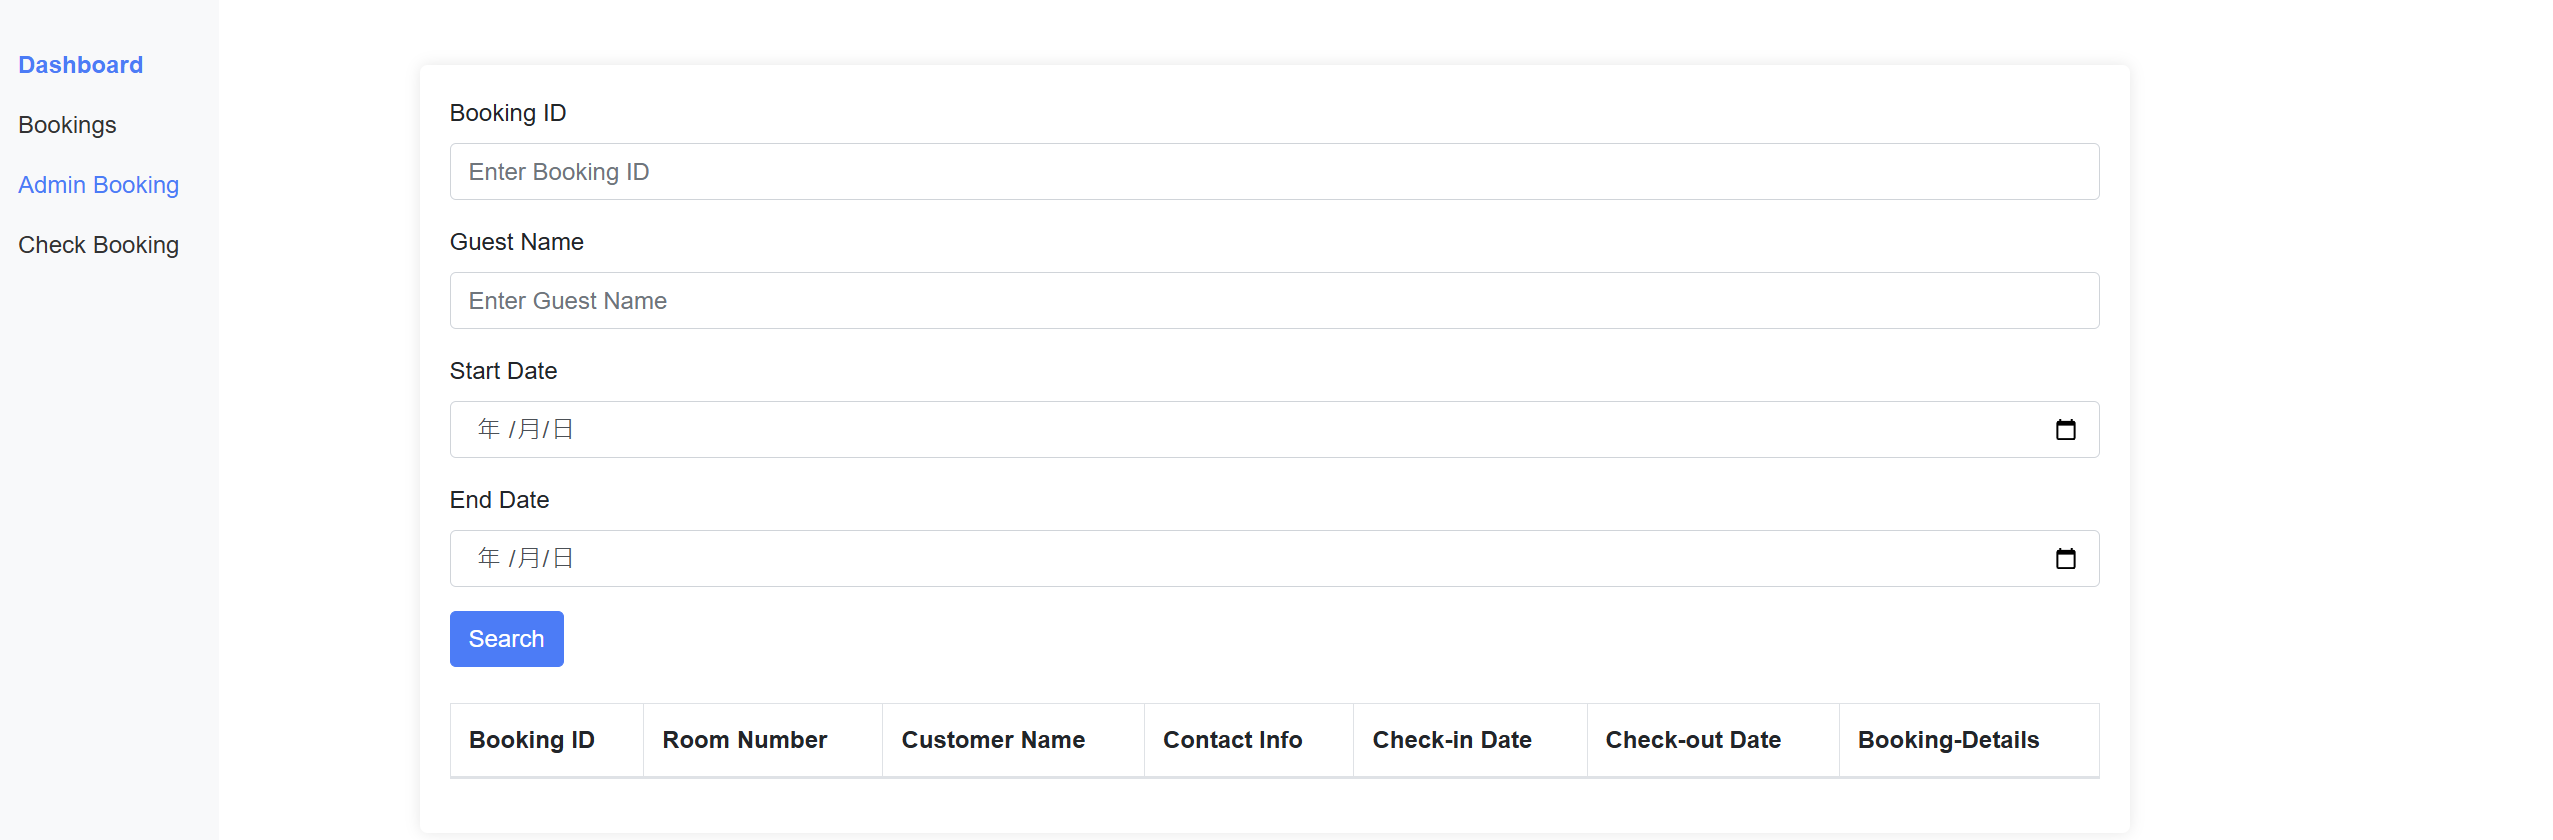 Dashboard
Bookings
Admin Booking
Check Booking
Booking ID
Enter Booking ID
Guest Name
Enter Guest Name
Start Date
年 /月/日
End Date
年 /月/日
Search
Booking ID Room Number Customer Name Contact Info Check-in Date Check-out Date Booking-Details